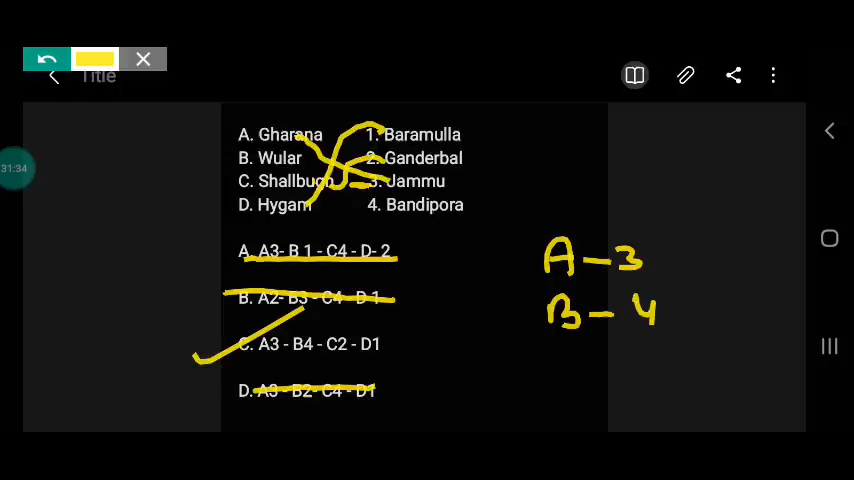 Title
31:34
A. Gharana 1. Baramulla
B. Wular 2. Ganderbal
C. Shallbugh 3. Jammu
D. Hygam 4. Bandipora
A. A3- B 1 - C4 - D- 2
B. A2- B3 - C4 - D 1
C. A3 - B4 - C2 - D1
D. A3 - B2- C4 - D1
A - 3
B - 4